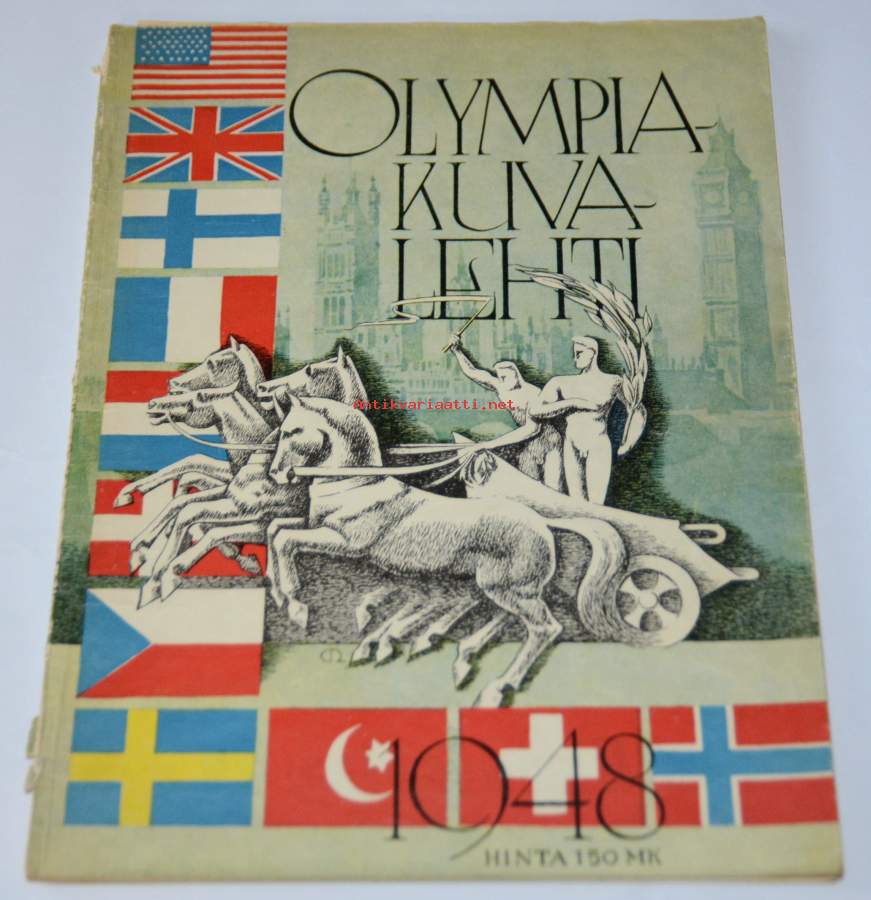 OLYMPIA-
KUVA-
LEHTI
Antikvariaatti.net
1948
HINTA 150 MK